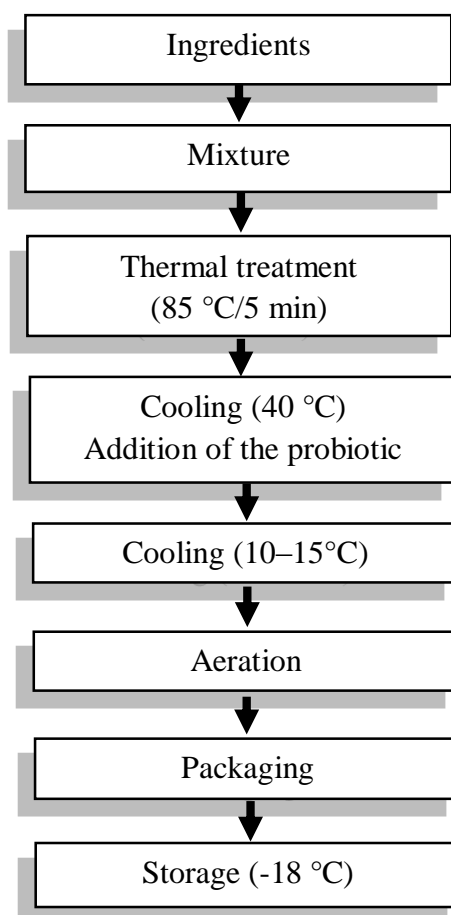 Ingredients
Mixture
Thermal treatment
(85 °C/5 min)
Cooling (40 °C)
Addition of the probiotic
Cooling (10–15°C)
Aeration
Packaging
Storage (-18 °C)